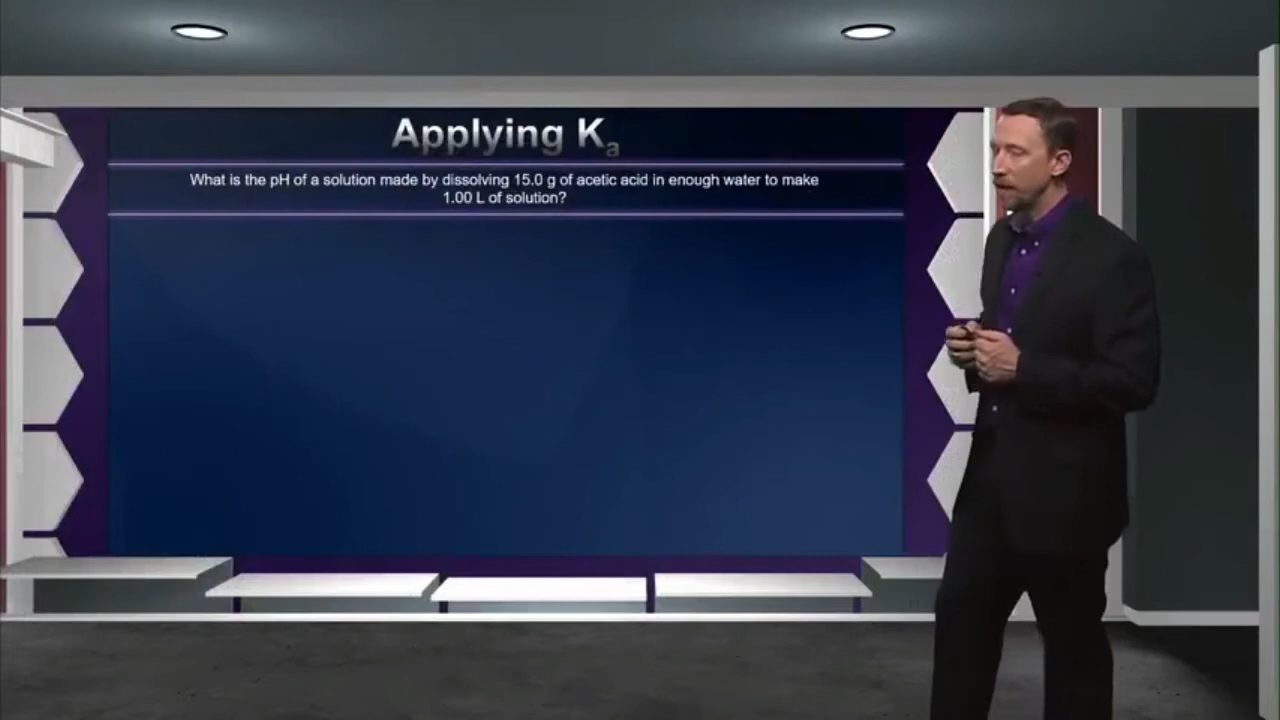 Applying Ka
What is the pH of a solution made by dissolving 15.0 g of acetic acid in enough water to make
1.00 L of solution?